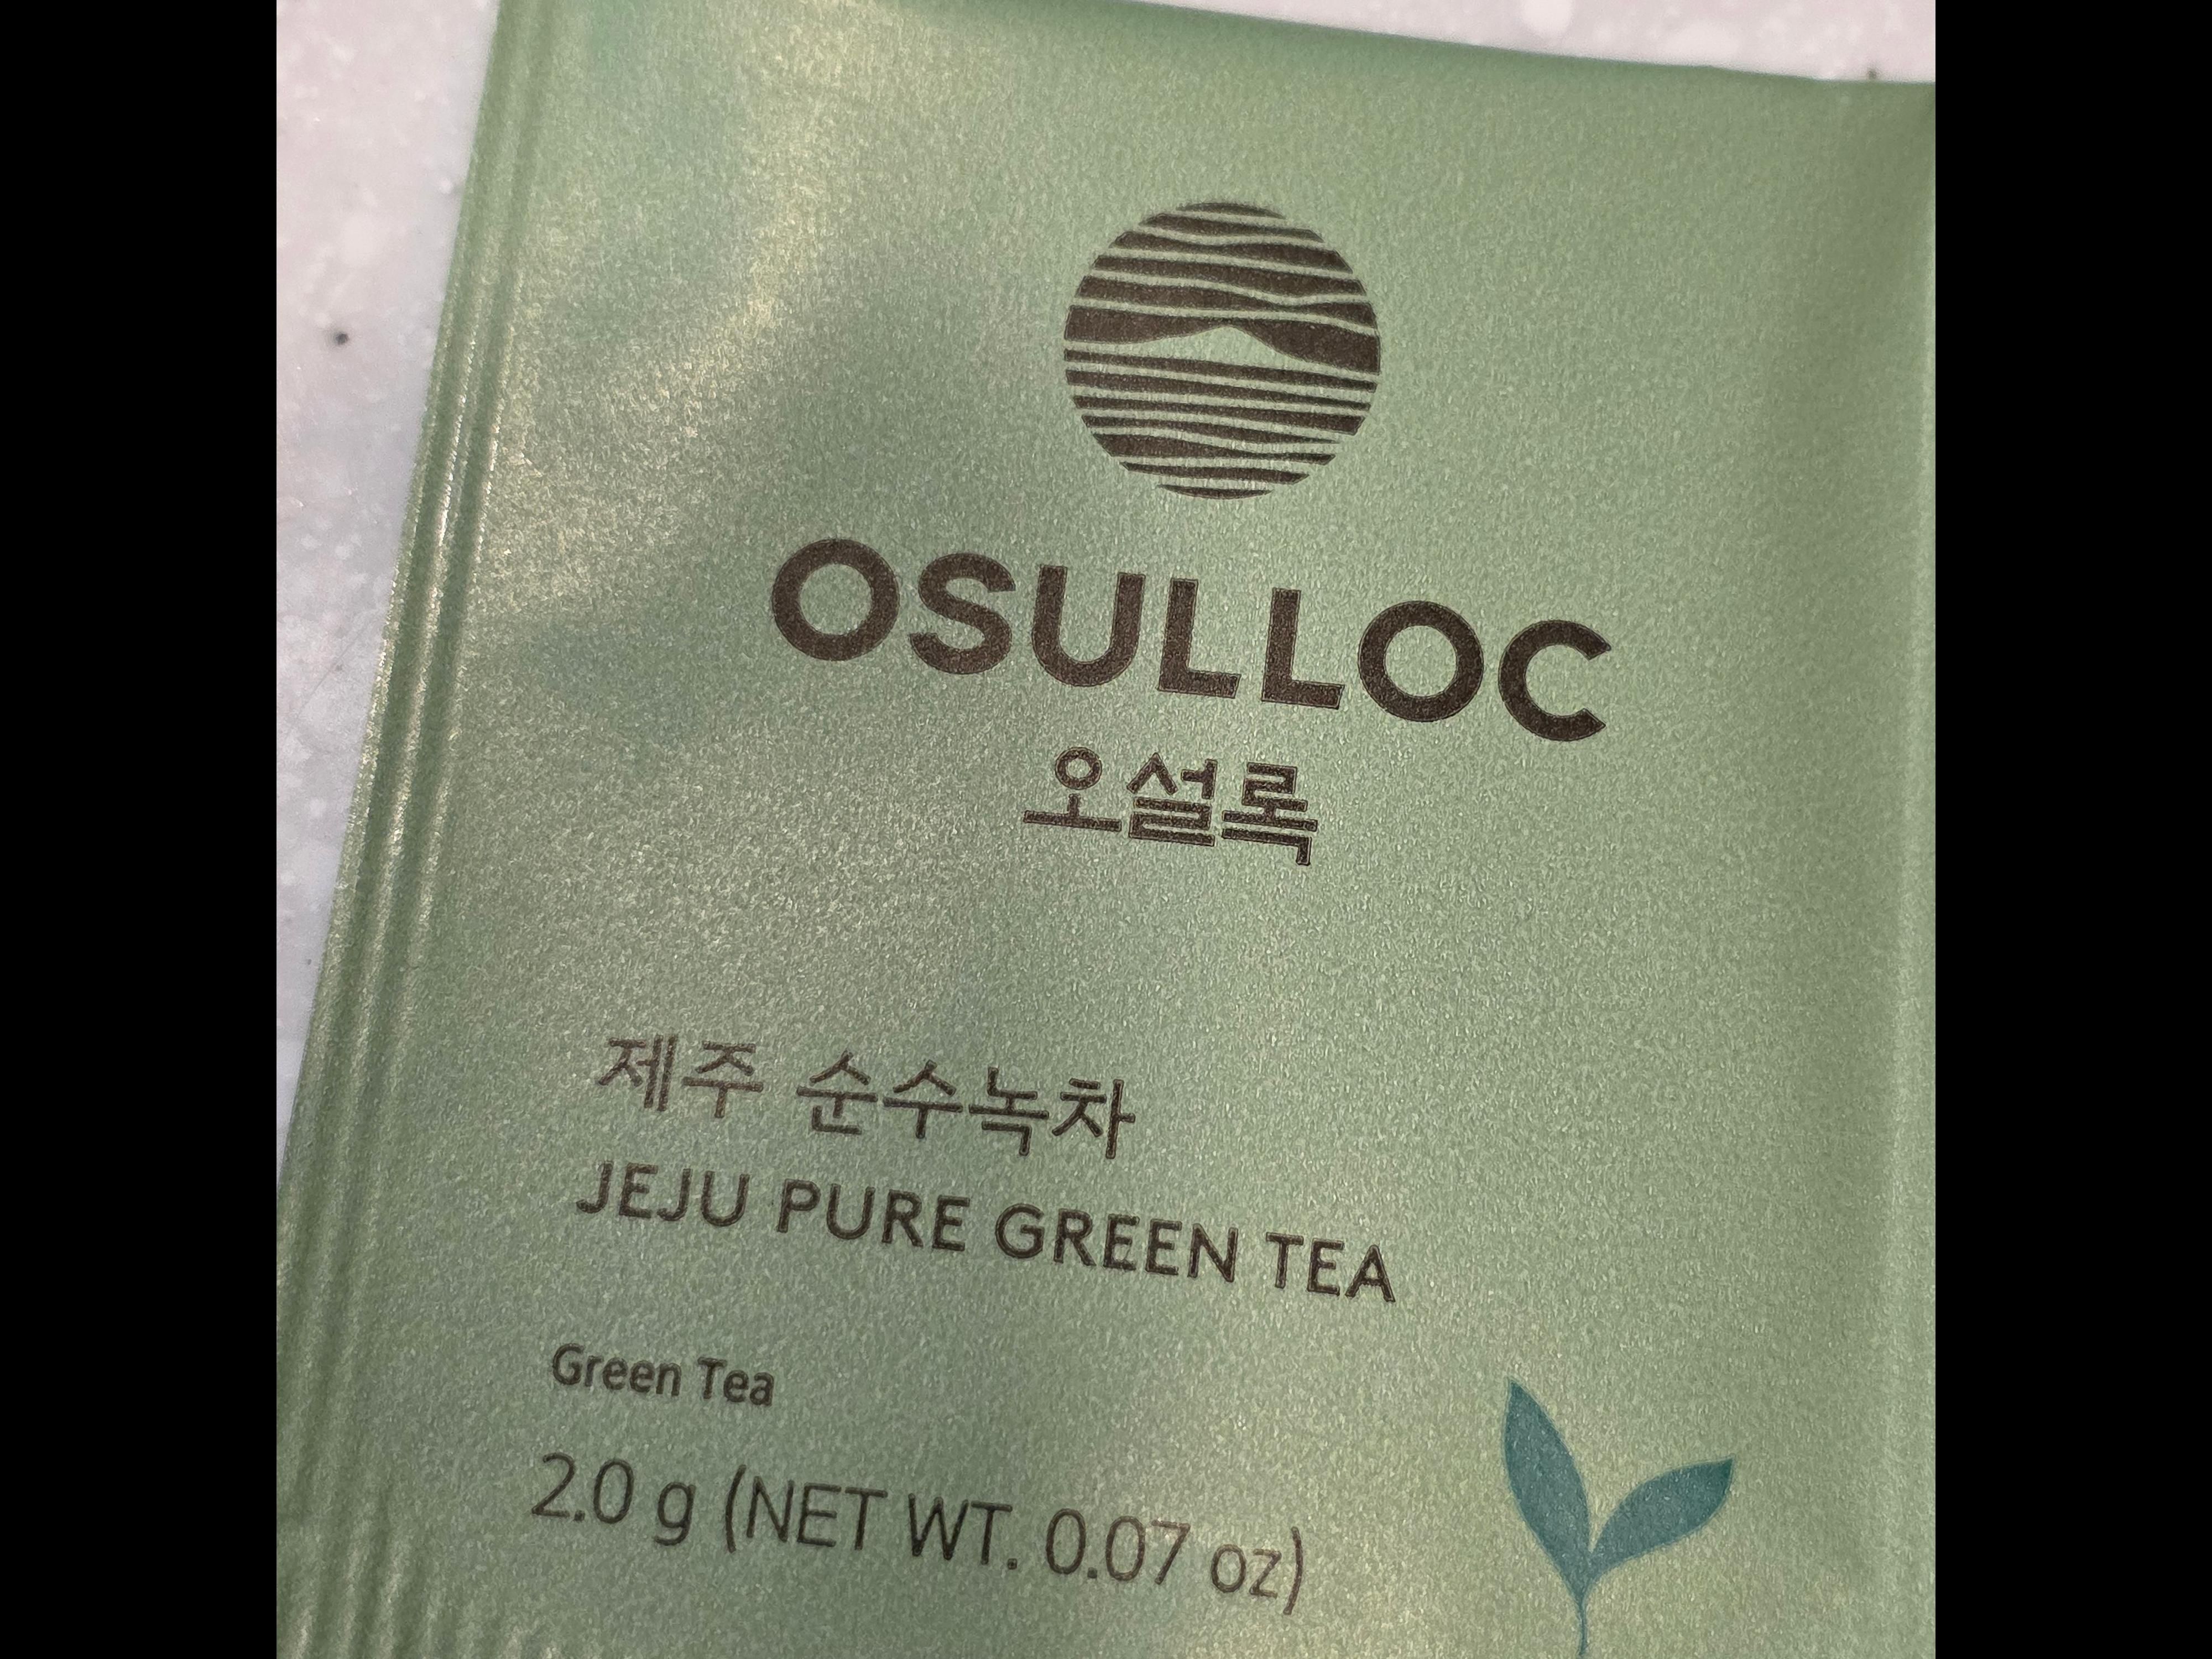 OSULLOC
오설록
제주 순수녹차
JEJU PURE GREEN TEA
Green Tea
2.0 g (NET WT. 0.07 oz)